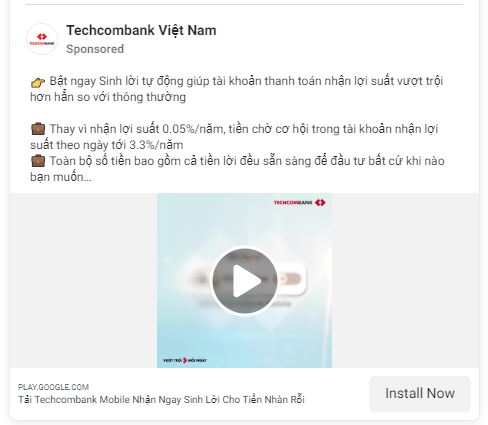 Techcombank Việt Nam
TECHCOMBANK
Sponsored
👉 Bật ngay Sinh lời tự động giúp tài khoản thanh toán nhận lợi suất vượt trội
hơn hẳn so với thông thường
💼 Thay vì nhận lợi suất 0.05%/năm, tiền chờ cơ hội trong tài khoản nhận lợi
suất theo ngày tới 3.3%/năm
💼 Toàn bộ số tiền bao gồm cả tiền lời đều sẵn sàng để đầu tư bất cứ khi nào
bạn muốn...
TECHCOMBANK
VƯỢT TRỘI MỖI NGÀY
PLAY.GOOGLE.COM
Tải Techcombank Mobile Nhận Ngay Sinh Lời Cho Tiền Nhàn Rỗi
Install Now